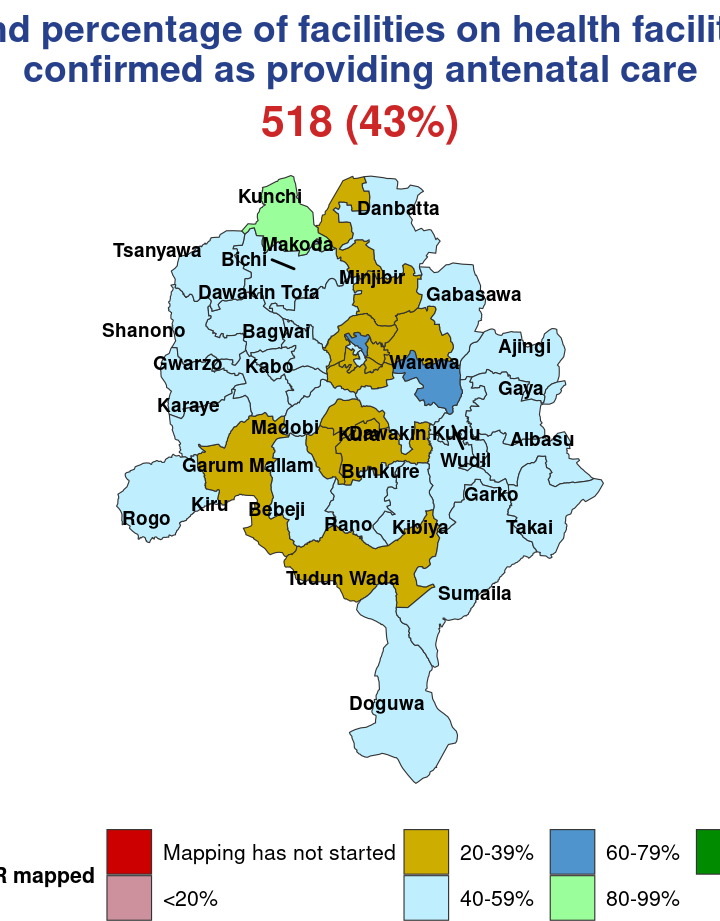 percentage of facilities on health
confirmed as providing antenatal care
518 (43%)
Kunchi
Danbatta
Makoda
Tsanyawa
Bichi
Minjibir
Dawakin Tofa
Gabasawa
Shanono
Bagwai
Ajingi
Gwarzo
Kabo
Warawa
Gaya
Karaye
Madobi
Kura
Dawakin Kudu
Albasu
Garum Mallam
Bunkure
Wudil
Kiru
Bebeji
Garko
Rogo
Rano
Kibiya
Takai
Tudun Wada
Sumaila
Doguwa
Mapping has not started
20-39%
60-79%
mapped
<20%
40-59%
80-99%